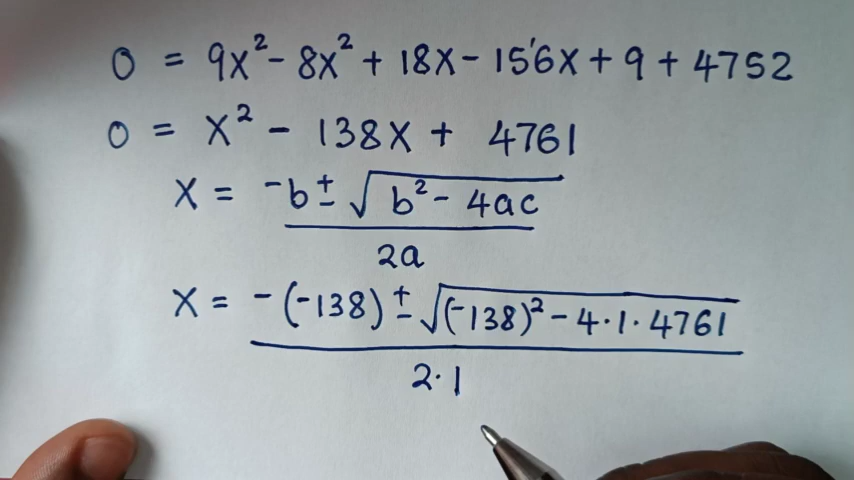 0 = 9x² - 8x² + 18x - 156x + 9 + 4752
0 = x² - 138x + 4761
x = -b ± √(b² - 4ac) / 2a
x = -(-138) ± √((-138)² - 4·1·4761) / 2·1